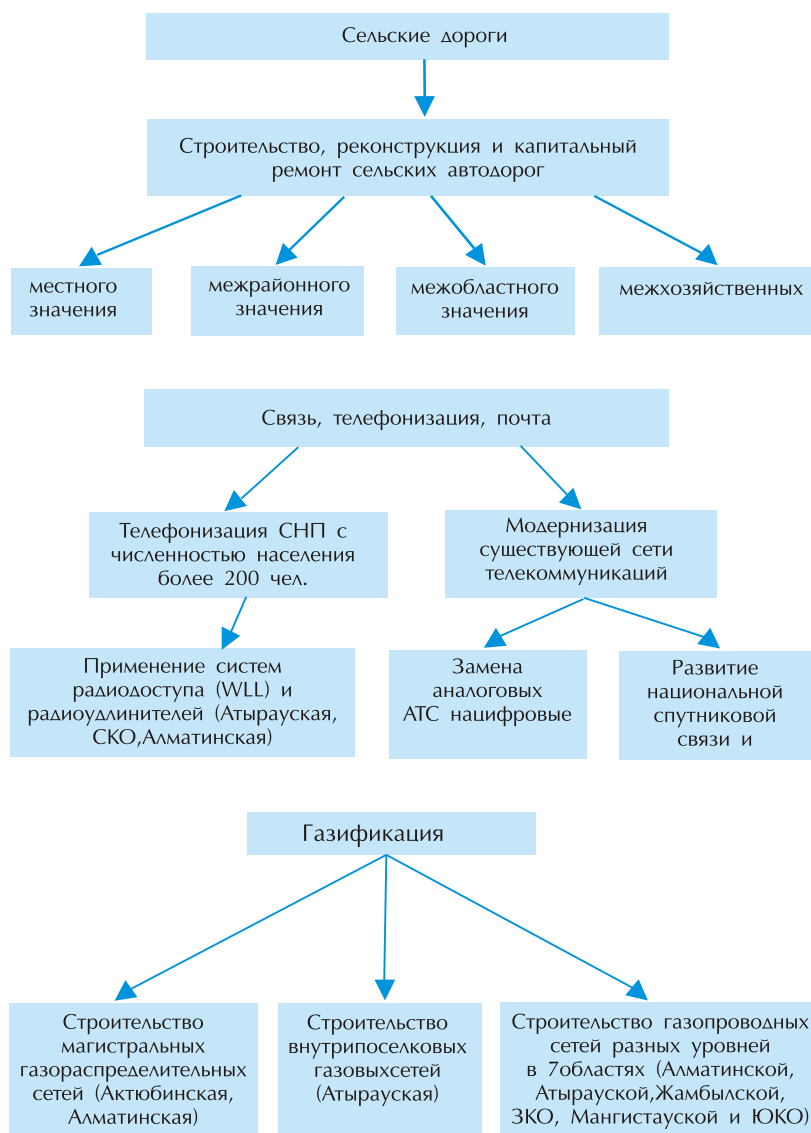 Сельские дороги
Строительство, реконструкция и капитальный
ремонт сельских автодорог
местного
значения
межрайонного
значения
межобластного
значения
межхозяйственных
Связь, телефонизация, почта
Телефонизация СНП с
численностью населения
более 200 чел.
Модернизация
существующей сети
телекоммуникаций
Применение систем
радиодоступа (WLL) и
радиоудлинителей (Атырауская,
СКО,Алматинская)
Замена
аналоговых
АТС нацифровые
Развитие
национальной
спутниковой
связи и
Газификация
Строительство
магистральных
газораспределительных
сетей (Актюбинская,
Алматинская)
Строительство
внутрипоселковых
газовыхсетей
(Атырауская)
Строительство газопроводных
сетей разных уровней
в 7областях (Алматинской,
Атырауской,Жамбылской,
ЗКО, Мангистауской и ЮКО)